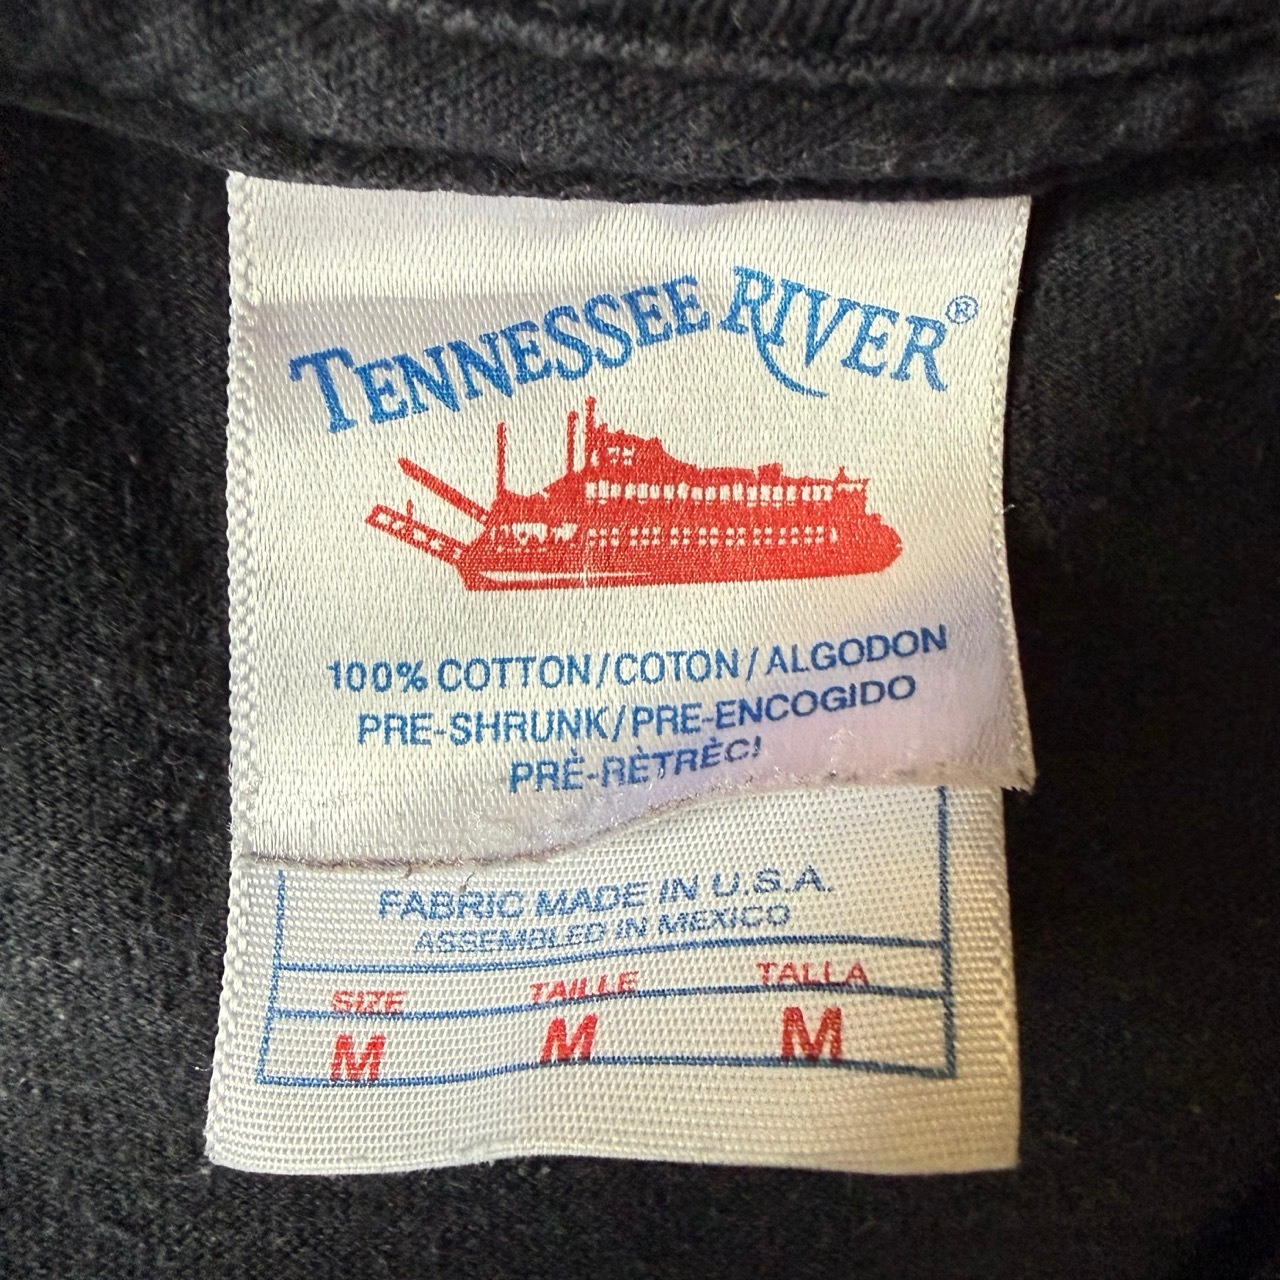 TENNESSEE RIVER®
100% COTTON/COTON/ALGODON
PRE-SHRUNK/PRE-ENCOGIDO
PRÈ-RÈTRÈCI
FABRIC MADE IN U.S.A.
ASSEMBLED IN MEXICO
SIZE TAILLE TALLA
M M M